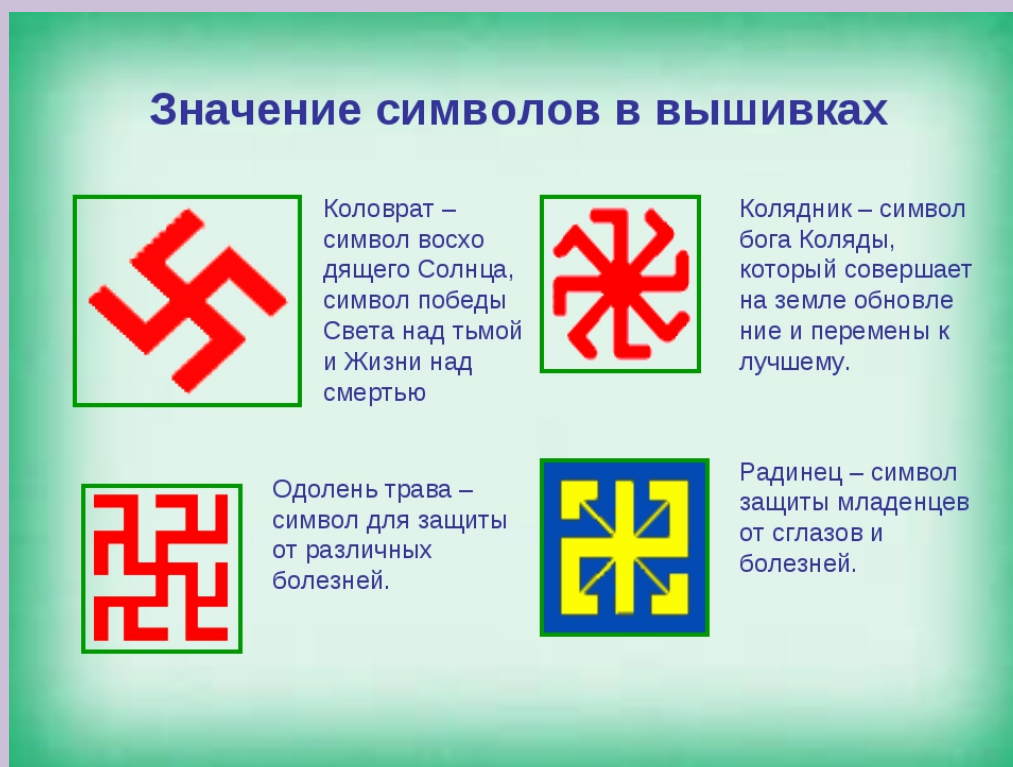 Значение символов в вышивках
Коловрат –
символ восхо
дящего Солнца,
символ победы
Света над тьмой
и Жизни над
смертью
Колядник – символ
бога Коляды,
который совершает
на земле обновле
ние и перемены к
лучшему.
Одолень трава –
символ для защиты
от различных
болезней.
Радинец – символ
защиты младенцев
от сглазов и
болезней.